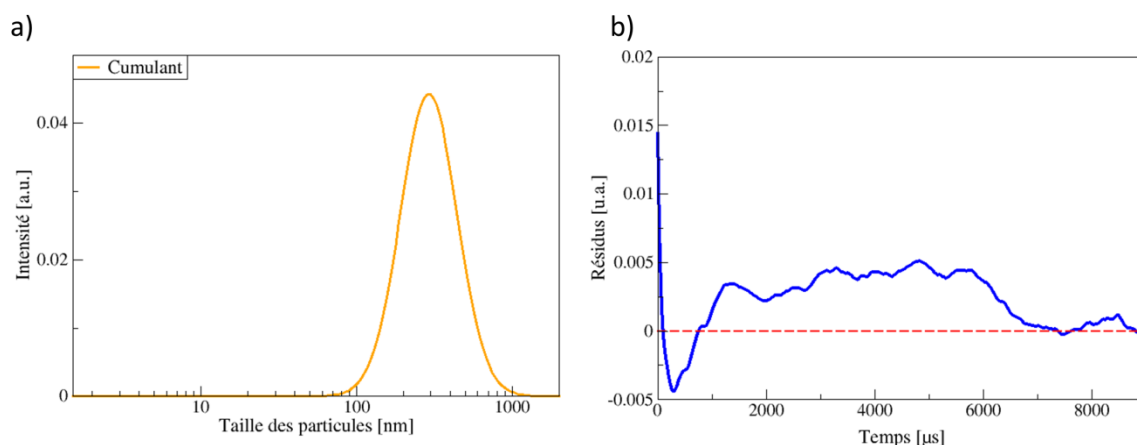 a)
Cumulant
0.04
0.02
0
Intensité [a.u.]
10
100
1000
Taille des particules [nm]
b)
0.02
0.015
0.01
0.005
0
-0.005
Résidus [u.a.]
0
2000
4000
6000
8000
Temps [µs]